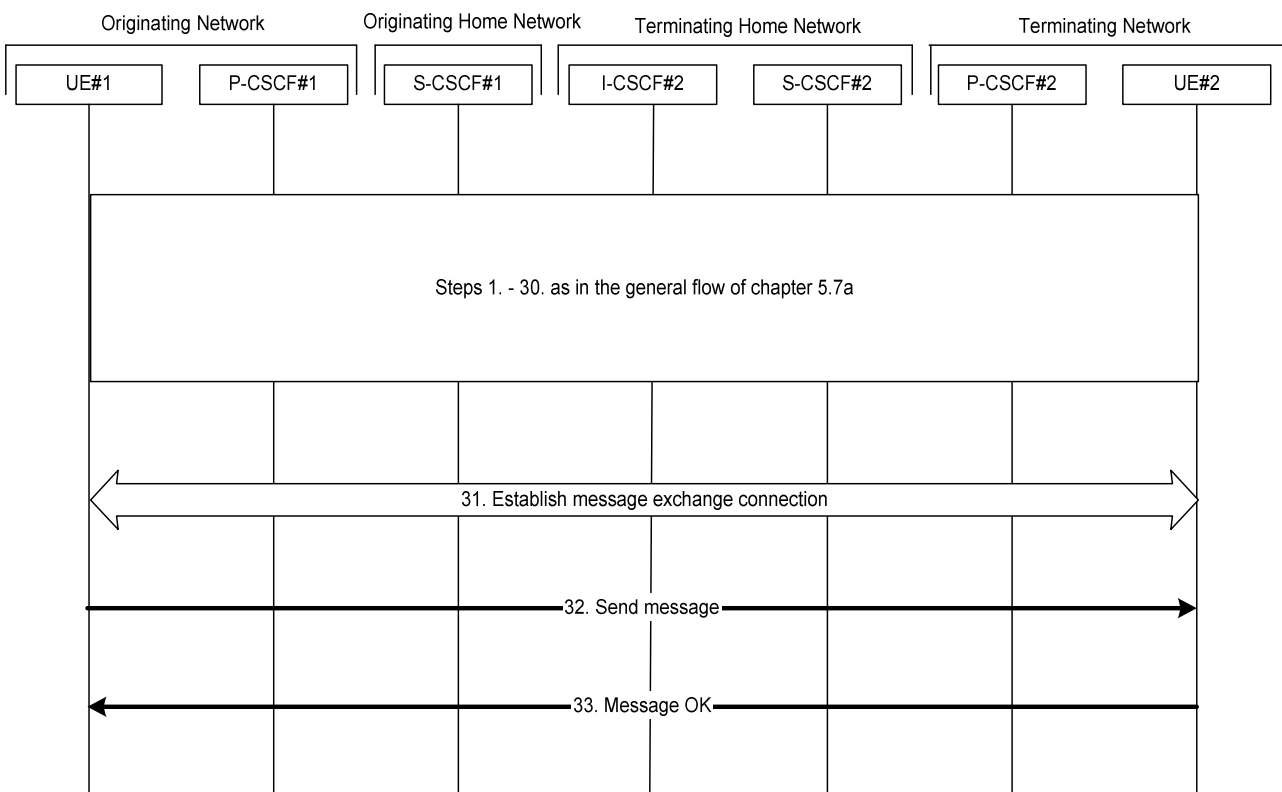 Originating Network
Originating Home Network
Terminating Home Network
Terminating Network
UE#1
P-CSCF#1
S-CSCF#1
I-CSCF#2
S-CSCF#2
P-CSCF#2
UE#2
Steps 1. - 30. as in the general flow of chapter 5.7a
31. Establish message exchange connection
32. Send message
33. Message OK